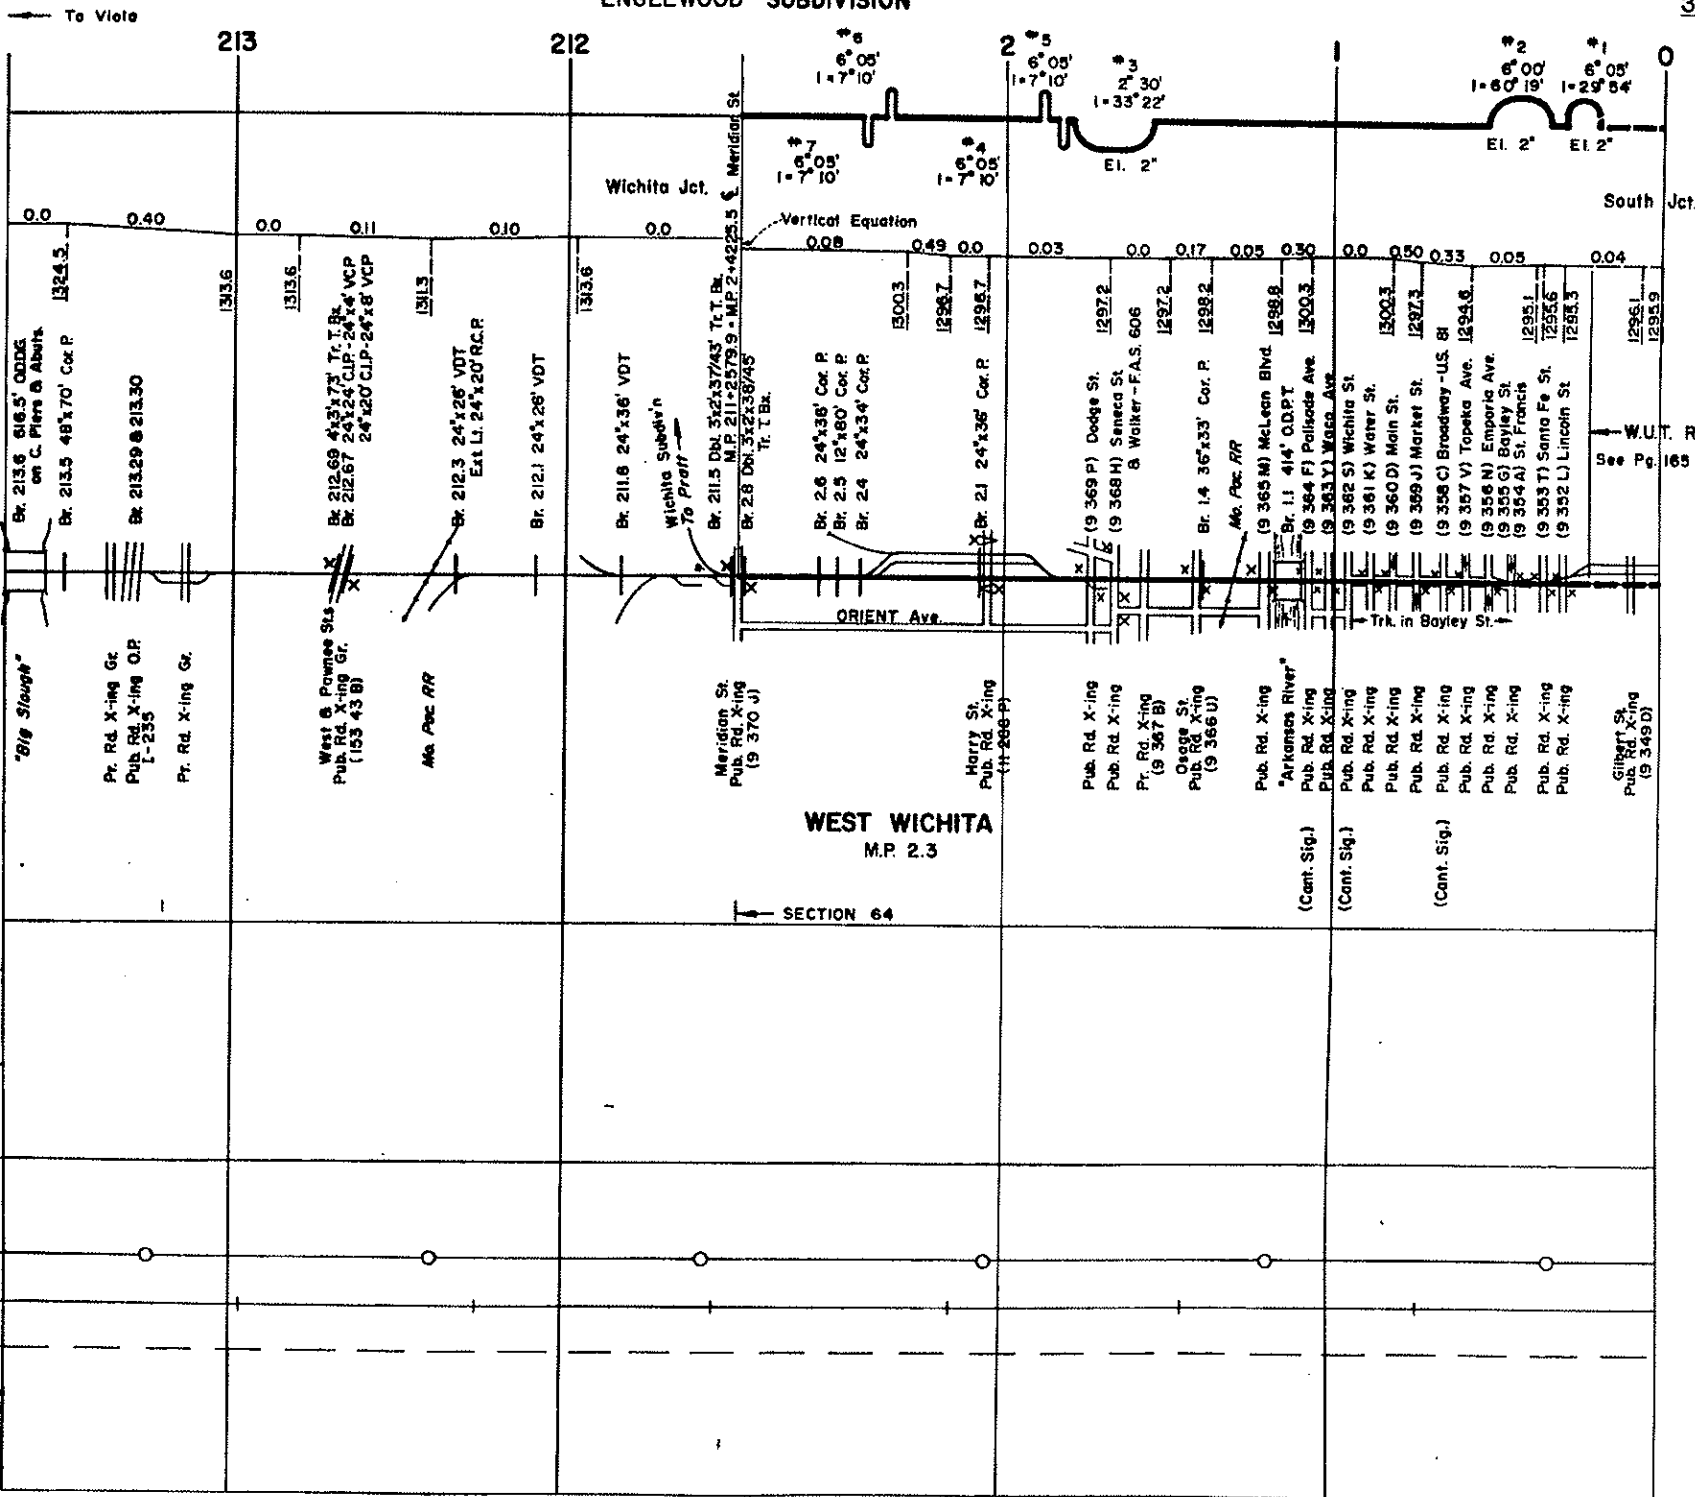 ENGLEWOOD SUBDIVISION
To Viola
213
212
2
1
0
#6
6°05'
I=7°10'
#5
6°05'
I=7°10'
#3
2°30'
I=33°22'
#2
6°00'
I=60°19'
#1
6°05'
I=29°54'
#7
6°05'
I=7°10'
#4
6°05'
I=7°10'
El. 2"
El. 2"
El. 2"
Wichita Jct.
South Jct.
Vertical Equation
0.0
0.40
0.0
0.11
0.10
0.0
0.08
0.49
0.0
0.03
0.0
0.17
0.05
0.30
0.0
0.50
0.33
0.05
0.04
1324.5
1313.6
1313.6
1311.3
1313.6
1300.3
1296.7
1296.7
1297.2
1297.2
1298.2
1298.8
1300.3
1300.3
1297.3
1294.6
1295.1
1295.6
1295.3
1296.1
1295.9
Br. 213.6 616.5' ODDG.
on C. Piers & Abuts.
Br. 213.5 48"x70' Cor. P.
Br. 213.29 & 213.30
Br. 212.69 4'x3'x73' Tr. T. Bx.
Br. 212.67 24"x24' C.I.P.-24"x4' VCP
24"x20' C.I.P-24"x8' VCP
Br. 212.3 24"x26' VDT
Ext. Lt. 24"x20' R.C.P.
Br. 212.1 24"x26' VDT
Br. 211.8 24"x36' VDT
Wichita Subdiv'n
To Pratt
Br. 211.5 Dbl. 3'x2'x37/43' Tr. T. Bx.
M.P. 211+2579.9 = M.P. 2+4225.5 ℄ Meridian St.
Br. 2.8 Dbl. 3'x2'x38/45'
Tr. T. Bx.
Br. 2.6 24"x36' Cor. P.
Br. 2.5 12"x80' Cor. P.
Br. 2.4 24"x34' Cor. P.
Br. 2.1 24"x36' Cor. P.
(9 369 P) Dodge St.
(9 368 H) Seneca St.
& Walker-F.A.S. 606
Br. 1.4 36"x33' Cor. P.
Mo. Pac. RR
(9 365 M) McLean Blvd.
Br. 1.1 414' O.D.P.T.
(9 364 F) Palisade Ave.
(9 363 Y) Waco Ave.
(9 362 S) Wichita St.
(9 361 K) Water St.
(9 360 D) Main St.
(9 359 J) Market St.
(9 358 C) Broadway-U.S. 81
(9 357 V) Topeka Ave.
(9 356 N) Emporia Ave.
(9 355 G) Bayley St.
(9 354 A) St. Francis
(9 353 T) Santa Fe St.
(9 352 L) Lincoln St.
W.U.T. R
See Pg. 165
ORIENT Ave.
Trk. in Bayley St.
"Big Slough"
Pr. Rd. X-ing Gr.
Pub. Rd. X-ing O.P.
I-235
Pr. Rd. X-ing Gr.
West & Pawnee Sts.
Pub. Rd. X-ing Gr.
(153 43 B)
Mo. Pac. RR
Meridian St.
Pub. Rd. X-ing
(9 370 J)
Harry St.
Pub. Rd. X-ing
Pub. Rd. X-ing
Pub. Rd. X-ing
Pr. Rd. X-ing
(9 367 B)
Osage St.
Pub. Rd. X-ing
(9 366 U)
Pub. Rd. X-ing
"Arkansas River"
Pub. Rd. X-ing
Pub. Rd. X-ing
Pub. Rd. X-ing
Pub. Rd. X-ing
Pub. Rd. X-ing
Pub. Rd. X-ing
Pub. Rd. X-ing
Pub. Rd. X-ing
Pub. Rd. X-ing
Pub. Rd. X-ing
Pub. Rd. X-ing
Pub. Rd. X-ing
Gilbert St.
Pub. Rd. X-ing
(9 349 D)
(Cant. Sig.)
(Cant. Sig.)
(Cant. Sig.)
WEST WICHITA
M.P. 2.3
SECTION 64